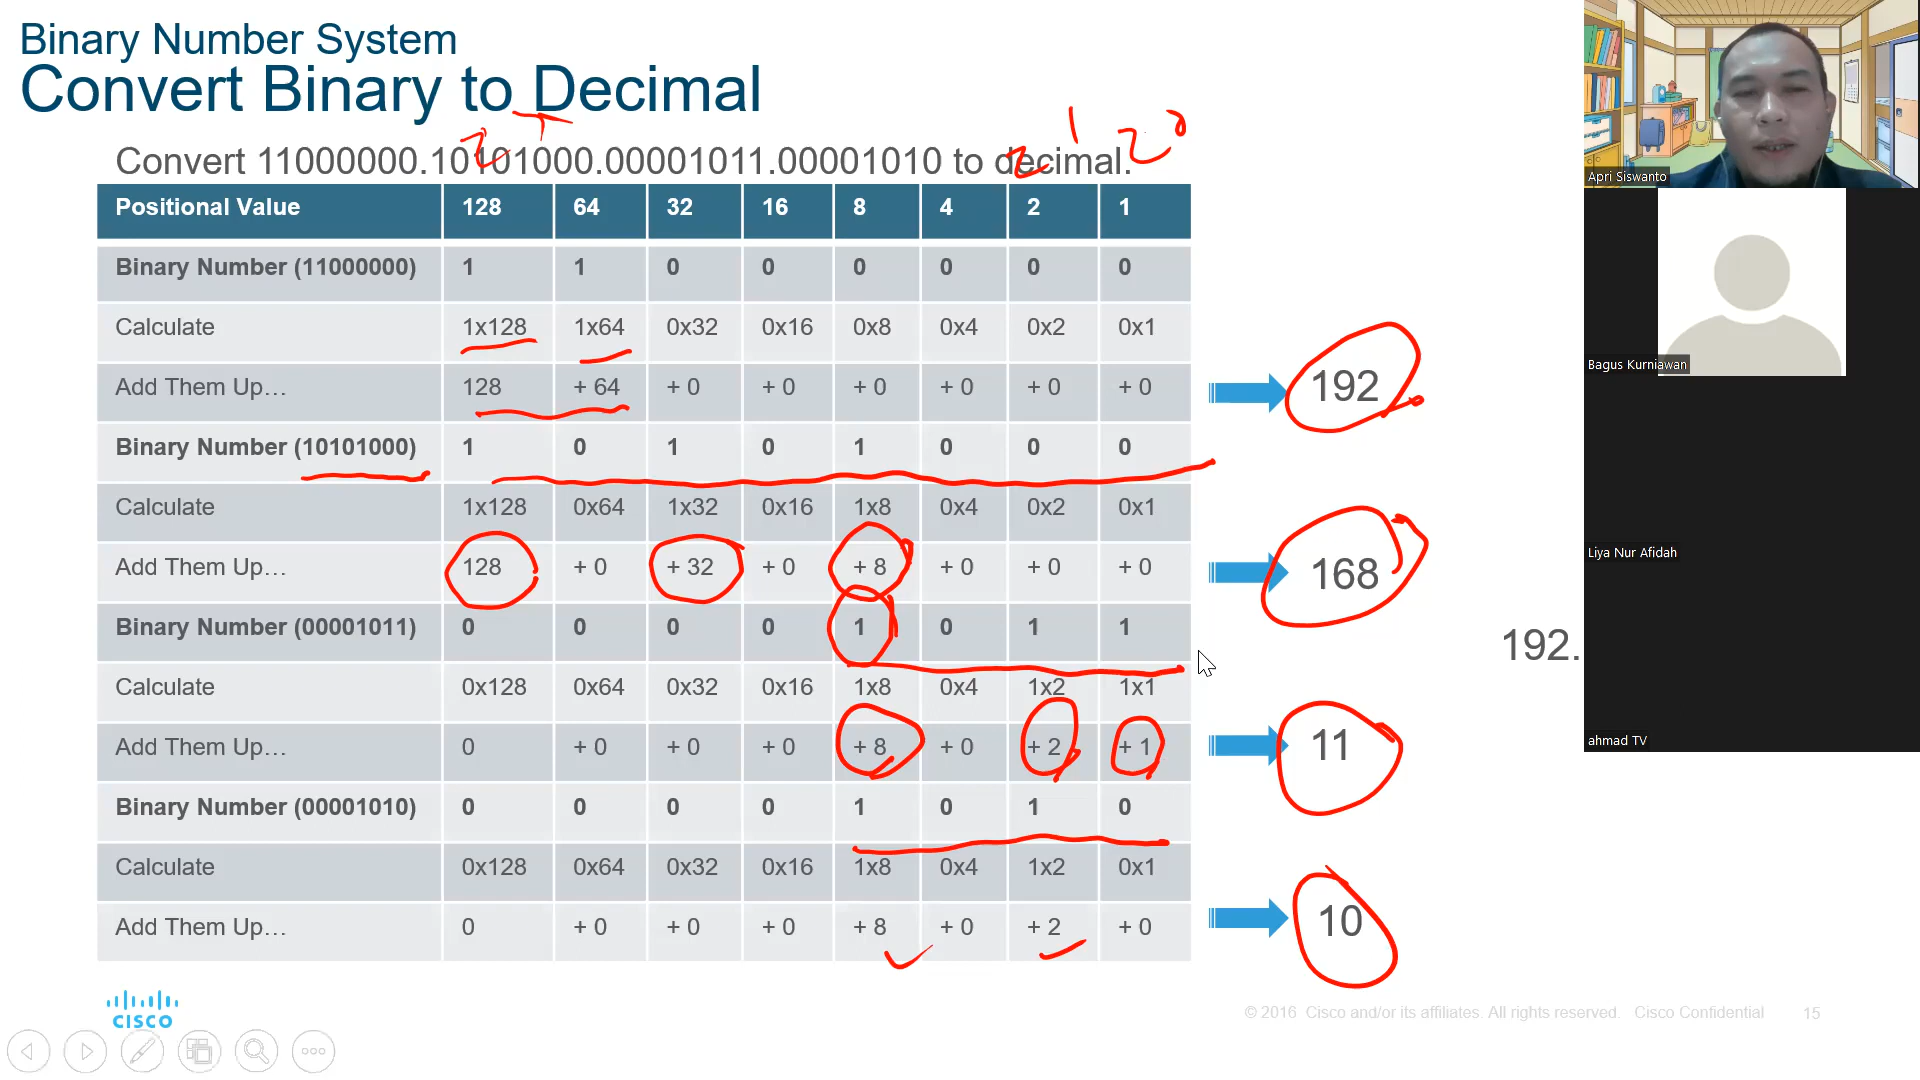 Binary Number System
Convert Binary to Decimal
2 7
2 1 2 0
Convert 11000000.10101000.00001011.00001010 to decimal.
Positional Value 128 64 32 16 8 4 2 1
Binary Number (11000000) 1 1 0 0 0 0 0 0
Calculate 1x128 1x64 0x32 0x16 0x8 0x4 0x2 0x1
Add Them Up… 128 + 64 + 0 + 0 + 0 + 0 + 0 + 0
192
Binary Number (10101000) 1 0 1 0 1 0 0 0
Calculate 1x128 0x64 1x32 0x16 1x8 0x4 0x2 0x1
Add Them Up… 128 + 0 + 32 + 0 + 8 + 0 + 0 + 0
168
Binary Number (00001011) 0 0 0 0 1 0 1 1
Calculate 0x128 0x64 0x32 0x16 1x8 0x4 1x2 1x1
Add Them Up… 0 + 0 + 0 + 0 + 8 + 0 + 2 + 1
11
Binary Number (00001010) 0 0 0 0 1 0 1 0
Calculate 0x128 0x64 0x32 0x16 1x8 0x4 1x2 0x1
Add Them Up… 0 + 0 + 0 + 0 + 8 + 0 + 2 + 0
10
192.
CISCO
© 2016 Cisco and/or its affiliates. All rights reserved. Cisco Confidential 15
Apri Siswanto
Bagus Kurniawan
Liya Nur Afidah
ahmad TV